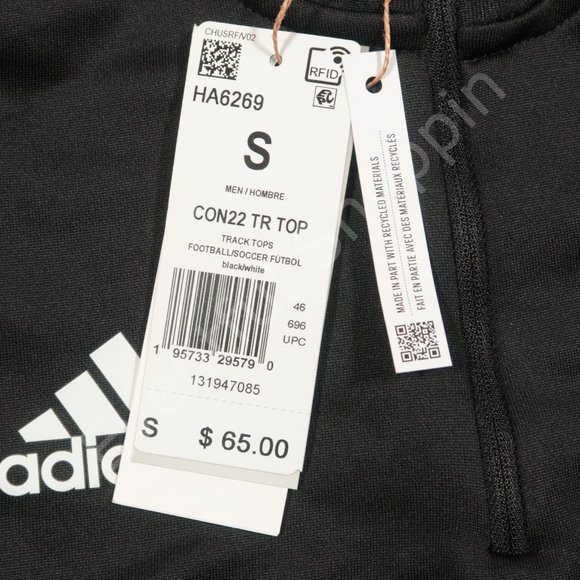 CHUSRF/V02
RFID
HA6269
S
MEN / HOMBRE
CON22 TR TOP
TRACK TOPS
FOOTBALL/SOCCER FÚTBOL
black/white
46
696
UPC
1 95733 29579 0
131947085
S $ 65.00
MADE IN PART WITH RECYCLED MATERIALS
FAIT EN PARTIE AVEC DES MATÉRIAUX RECYCLÉS
adidas